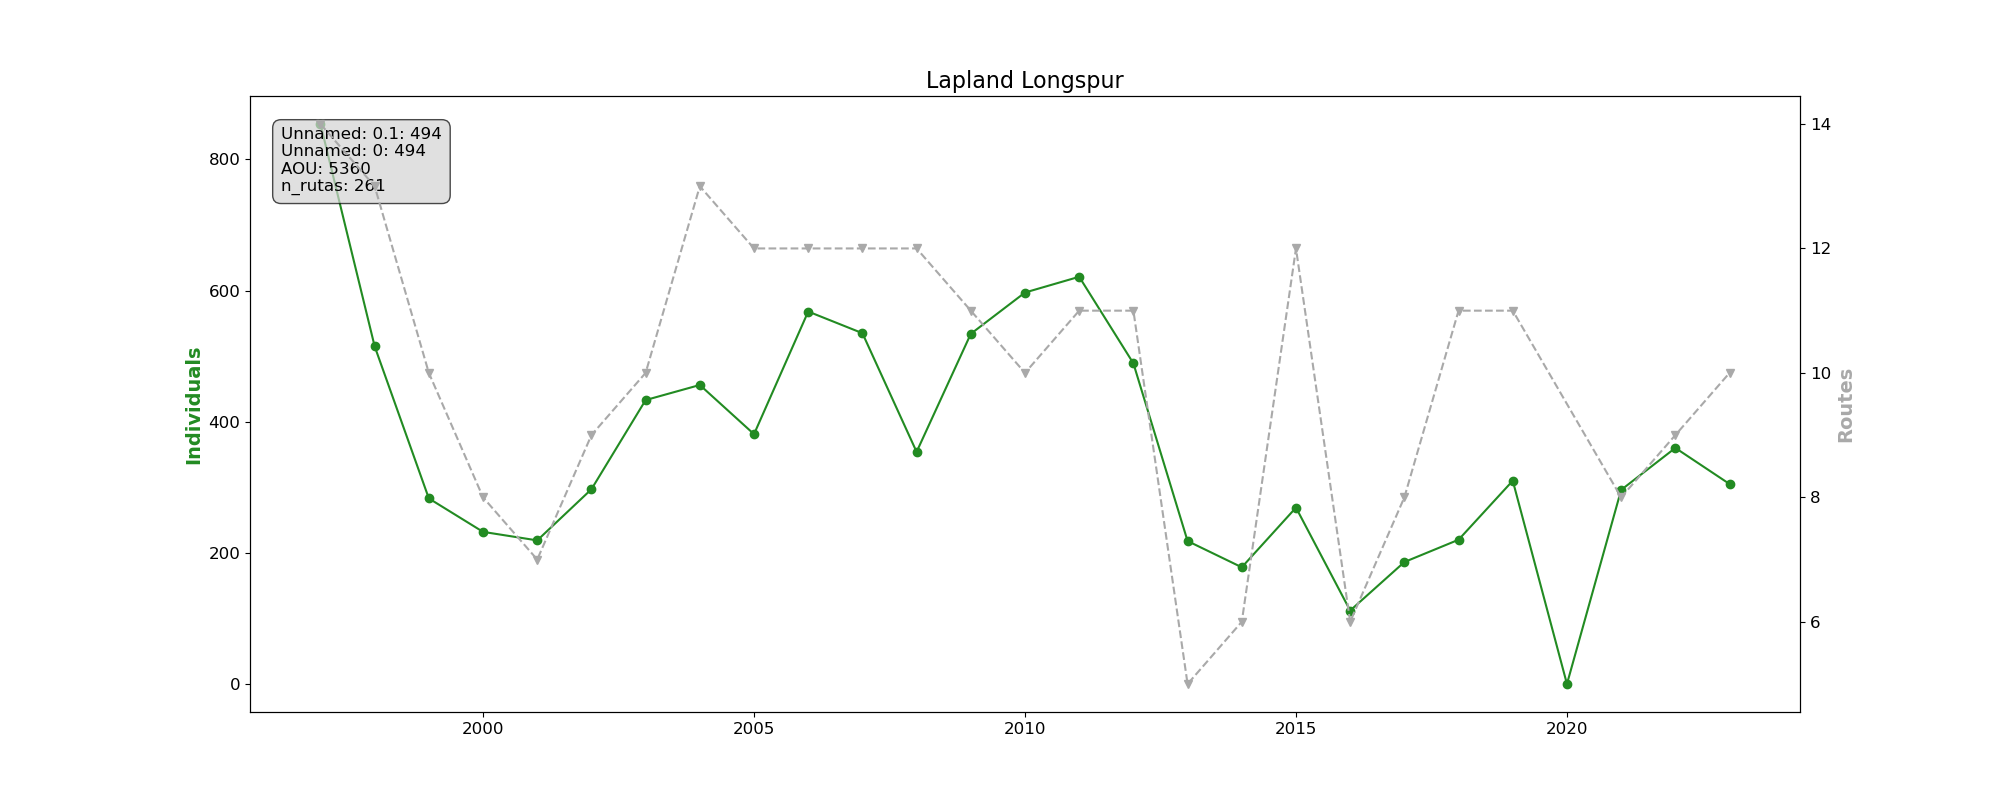 Lapland Longspur
Unnamed: 0.1: 494
Unnamed: 0: 494
AOU: 5360
n_rutas: 261
Individuals
800
600
400
200
0
14
12
10
8
6
Routes
2000 2005 2010 2015 2020